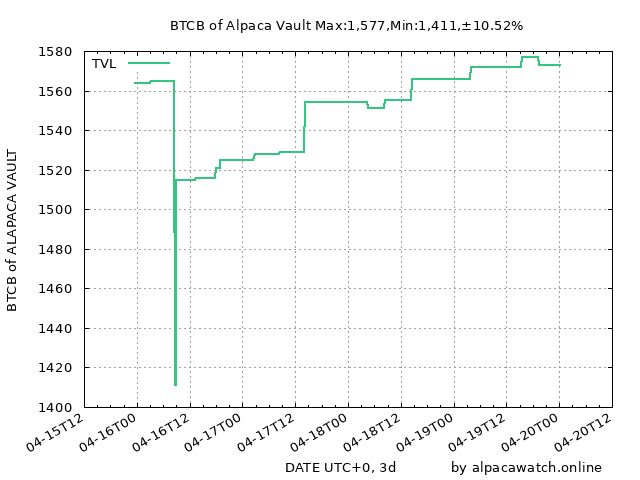 BTCB of Alpaca Vault Max:1,577,Min:1,411,±10.52%
TVL
1580
1560
1540
1520
1500
1480
1460
1440
1420
1400
BTCB of ALAPACA VAULT
04-15T12
04-16T00
04-16T12
04-17T00
04-17T12
04-18T00
04-18T12
04-19T00
04-19T12
04-20T00
04-20T12
DATE UTC+0, 3d
by alpacawatch.online